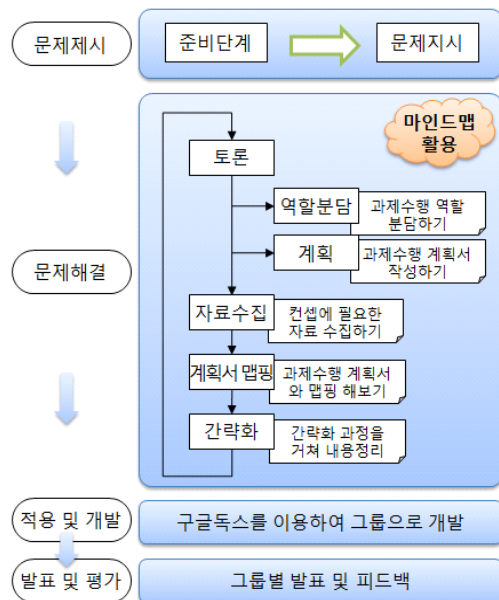 문제제시
준비단계
문제지시
마인드맵
활용
토론
역할분담
과제수행 역할
분담하기
문제해결
계획
과제수행 계획서
작성하기
자료수집
컨셉에 필요한
자료 수집하기
계획서 맵핑
과제수행 계획서
와 맵핑 해보기
간략화
간략화 과정을
거쳐 내용정리
적용 및 개발
구글독스를 이용하여 그룹으로 개발
발표 및 평가
그룹별 발표 및 피드백